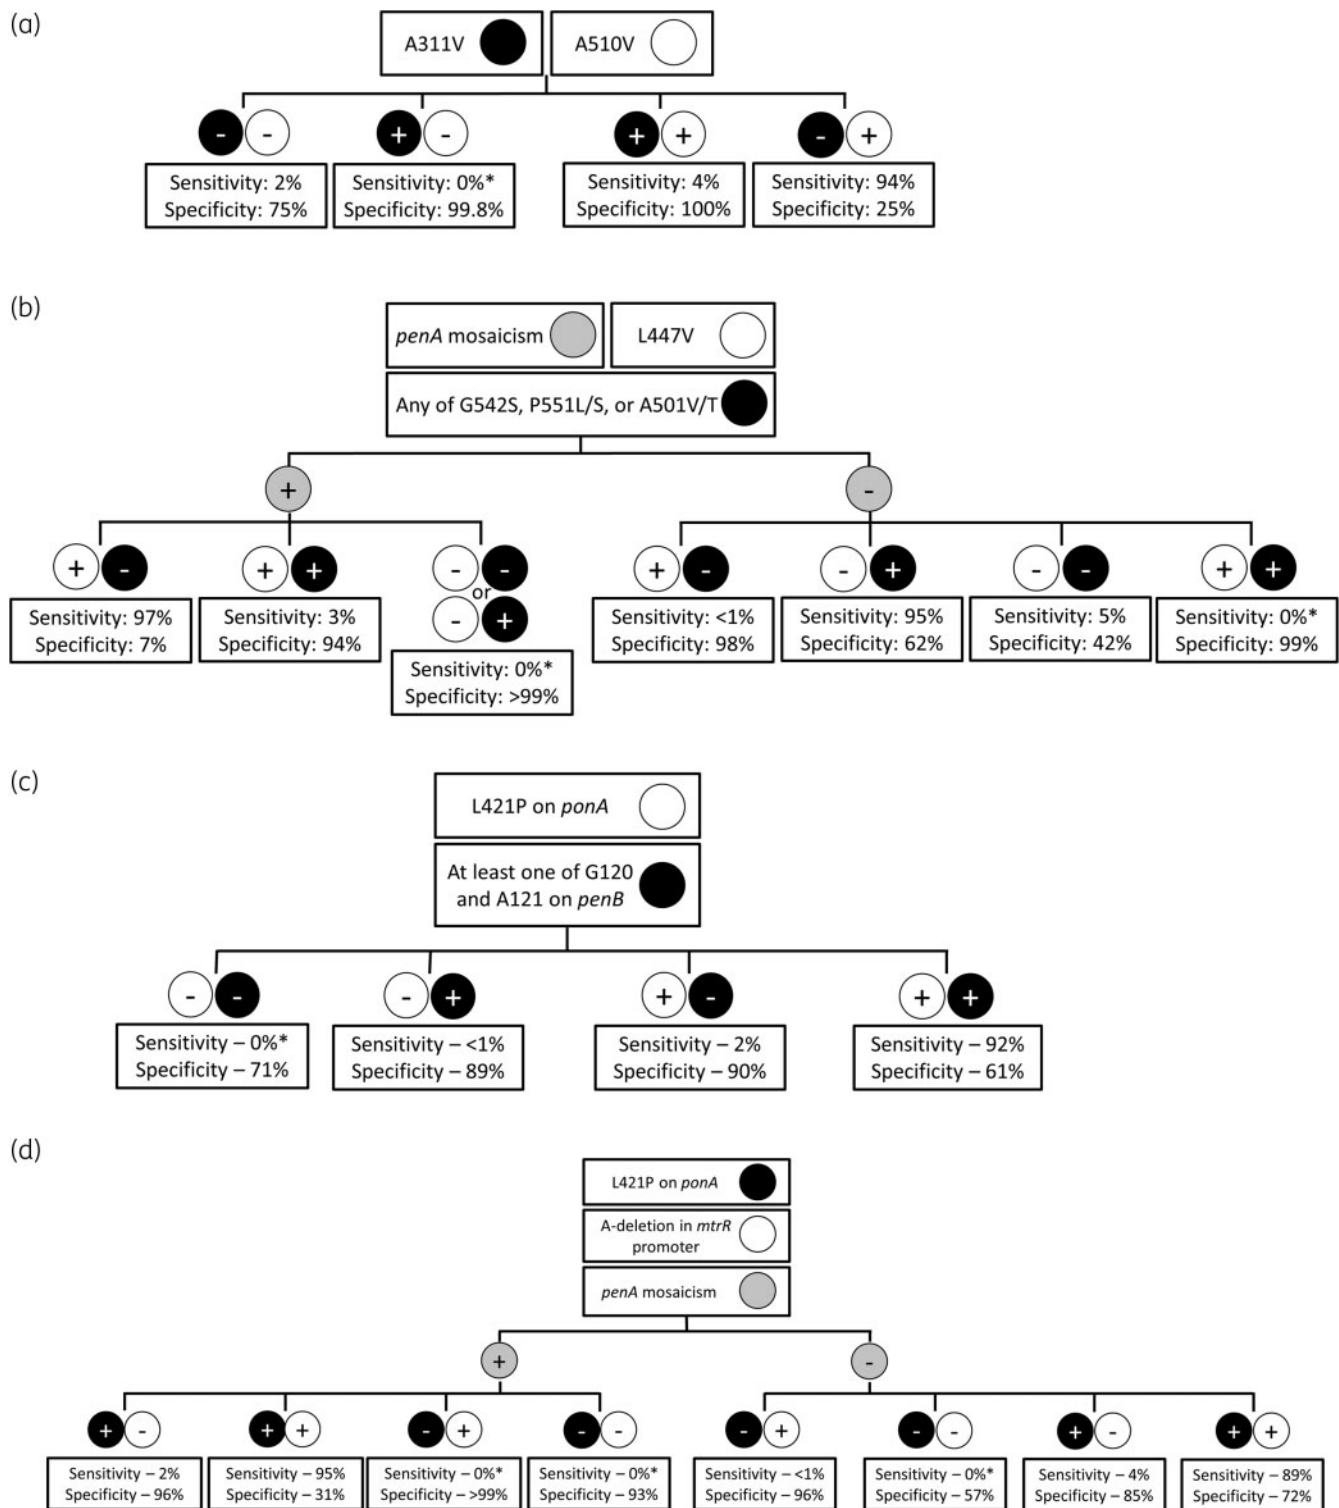 (a)
A311V
A510V
- - + - + + - +
Sensitivity: 2%
Specificity: 75%
Sensitivity: 0%*
Specificity: 99.8%
Sensitivity: 4%
Specificity: 100%
Sensitivity: 94%
Specificity: 25%
(b)
penA mosaicism
L447V
Any of G542S, P551L/S, or A501V/T
+ -
+ - + + - - + - - + - - + +
or
- +
Sensitivity: 97%
Specificity: 7%
Sensitivity: 3%
Specificity: 94%
Sensitivity: 0%*
Specificity: >99%
Sensitivity: <1%
Specificity: 98%
Sensitivity: 95%
Specificity: 62%
Sensitivity: 5%
Specificity: 42%
Sensitivity: 0%*
Specificity: 99%
(c)
L421P on ponA
At least one of G120
and A121 on penB
- - - + + - + +
Sensitivity – 0%*
Specificity – 71%
Sensitivity – <1%
Specificity – 89%
Sensitivity – 2%
Specificity – 90%
Sensitivity – 92%
Specificity – 61%
(d)
L421P on ponA
A-deletion in mtrR
promoter
penA mosaicism
+ -
+ - + + - + - - - + - - + - + +
Sensitivity – 2%
Specificity – 96%
Sensitivity – 95%
Specificity – 31%
Sensitivity – 0%*
Specificity – >99%
Sensitivity – 0%*
Specificity – 93%
Sensitivity – <1%
Specificity – 96%
Sensitivity – 0%*
Specificity – 57%
Sensitivity – 4%
Specificity – 85%
Sensitivity – 89%
Specificity – 72%